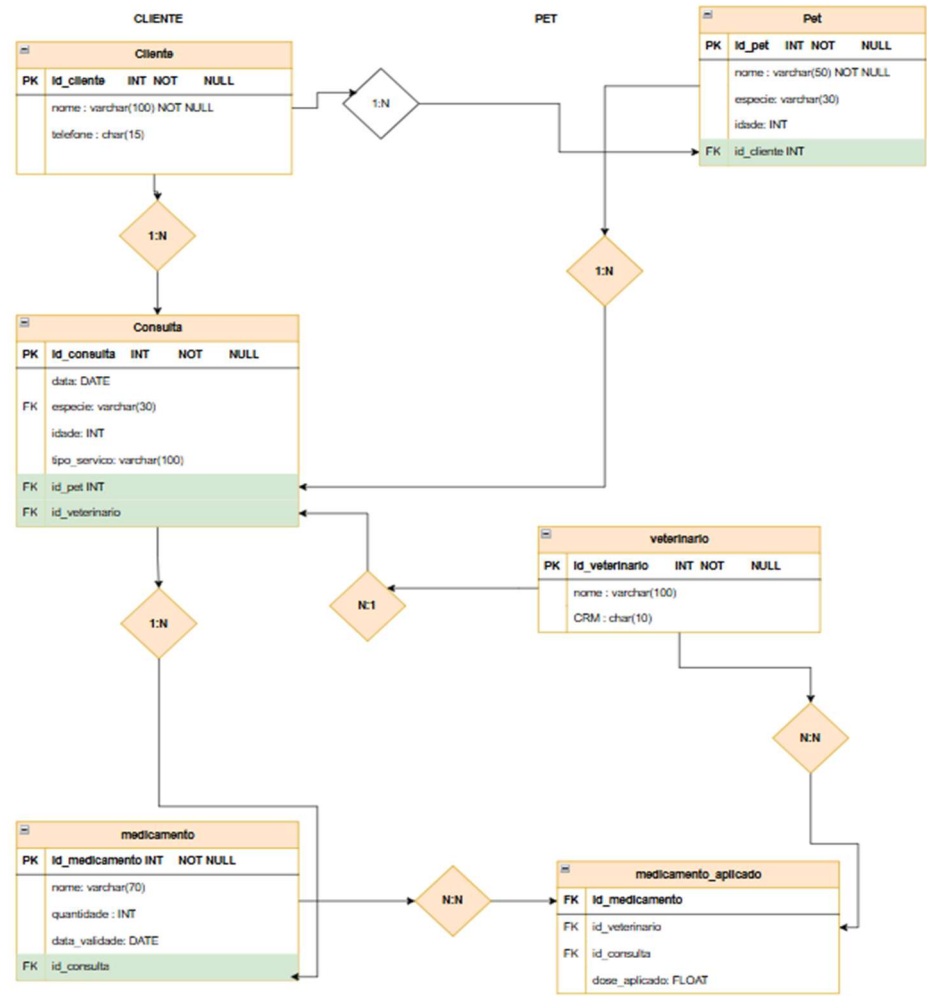 CLIENTE
PET
Cliente
PK id_cliente INT NOT NULL
nome : varchar(100) NOT NULL
telefone : char(15)
1:N
Pet
PK id_pet INT NOT NULL
nome : varchar(50) NOT NULL
especie: varchar(30)
idade: INT
FK id_cliente INT
1:N
1:N
Consulta
PK id_consulta INT NOT NULL
data: DATE
FK especie: varchar(30)
idade: INT
tipo_servico: varchar(100)
FK id_pet INT
FK id_veterinario
veterinario
PK id_veterinario INT NOT NULL
nome : varchar(100)
CRM : char(10)
N:1
1:N
N:N
medicamento
PK id_medicamento INT NOT NULL
nome: varchar(70)
quantidade : INT
data_validade: DATE
FK id_consulta
N:N
medicamento_aplicado
FK id_medicamento
FK id_veterinario
FK id_consulta
dose_aplicado: FLOAT